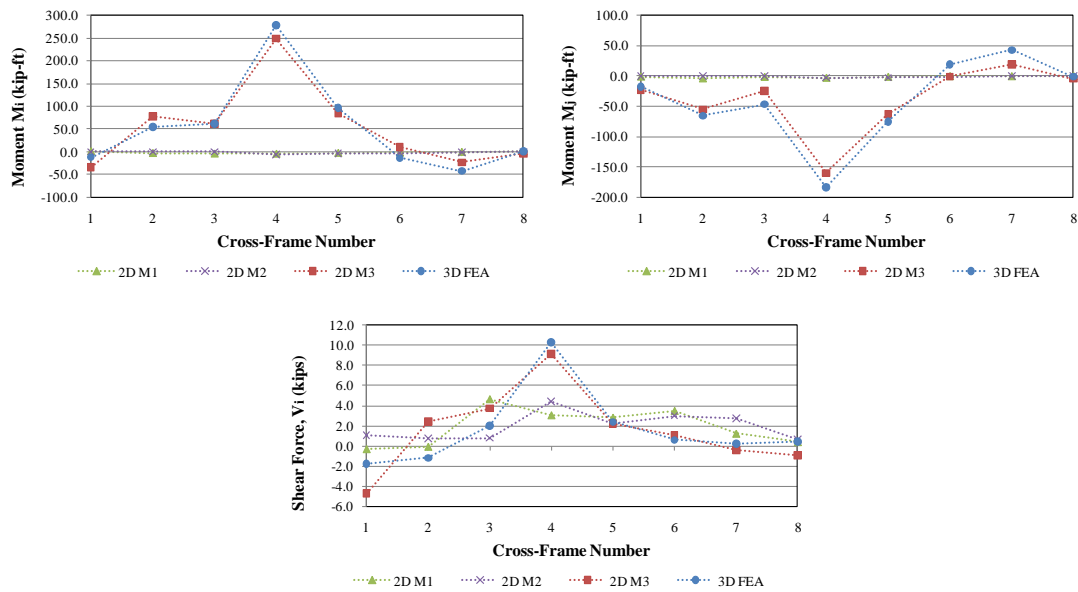 Moment Mi (kip-ft)
300.0
250.0
200.0
150.0
100.0
50.0
0.0
-50.0
-100.0
1 2 3 4 5 6 7 8
Cross-Frame Number
2D M1 2D M2 2D M3 3D FEA
Moment Mj (kip-ft)
100.0
50.0
0.0
-50.0
-100.0
-150.0
-200.0
1 2 3 4 5 6 7 8
Cross-Frame Number
2D M1 2D M2 2D M3 3D FEA
Shear Force, Vi (kips)
12.0
10.0
8.0
6.0
4.0
2.0
0.0
-2.0
-4.0
-6.0
1 2 3 4 5 6 7 8
Cross-Frame Number
2D M1 2D M2 2D M3 3D FEA